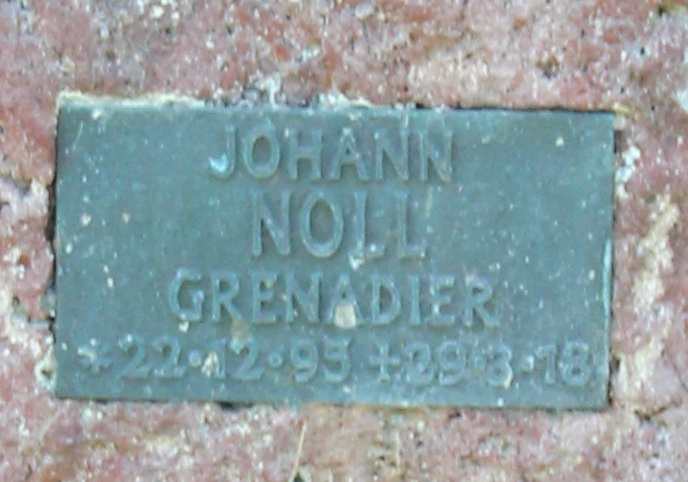 JOHANN
NOLL
GRENADIER
*22·12·95 +29·3·18